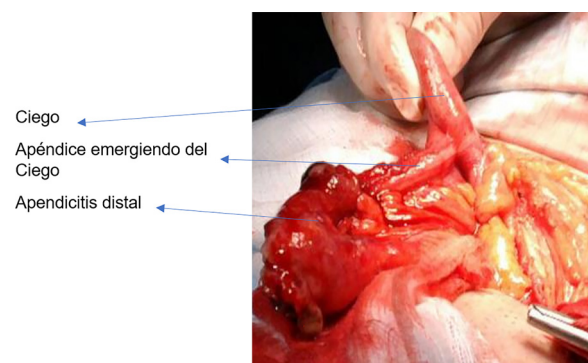 Ciego
Apéndice emergiendo del
Ciego
Apendicitis distal